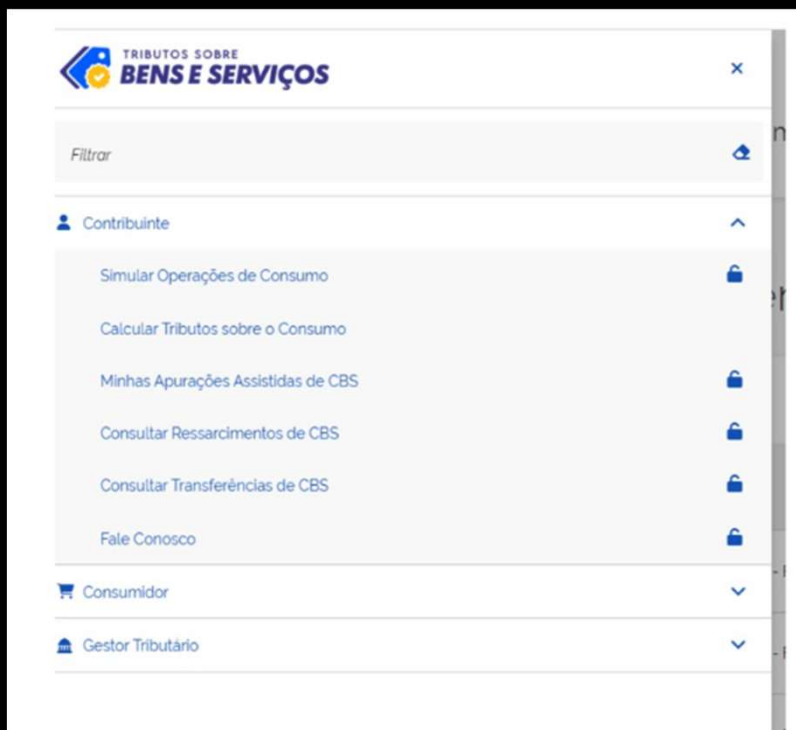 TRIBUTOS SOBRE
BENS E SERVIÇOS
Filtrar
Contribuinte
Simular Operações de Consumo
Calcular Tributos sobre o Consumo
Minhas Apurações Assistidas de CBS
Consultar Ressarcimentos de CBS
Consultar Transferências de CBS
Fale Conosco
Consumidor
Gestor Tributário